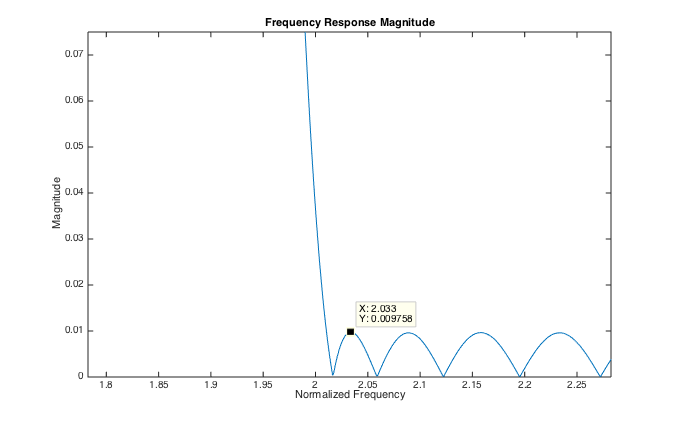 Frequency Response Magnitude
0.07
0.06
0.05
0.04
0.03
0.02
0.01
0
Magnitude
X: 2.033
Y: 0.009758
1.8 1.85 1.9 1.95 2 2.05 2.1 2.15 2.2 2.25
Normalized Frequency